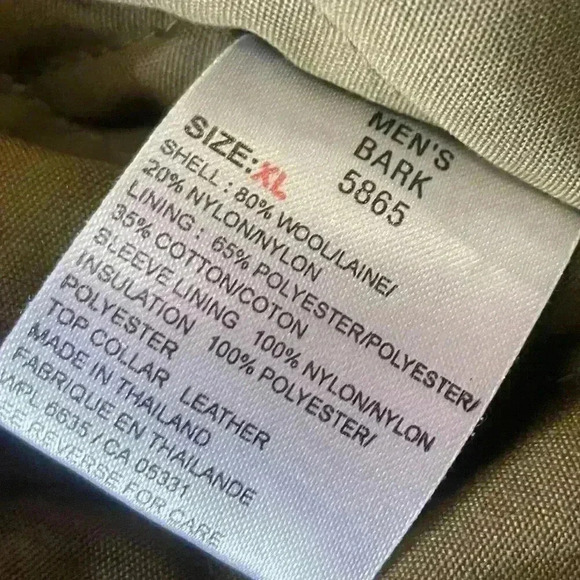 MEN'S
BARK
5865
SIZE: XL
SHELL : 80% WOOL/LAINE/
20% NYLON/NYLON
LINING : 65% POLYESTER/POLYESTER/
35% COTTON/COTON
SLEEVE LINING 100% NYLON/NYLON
INSULATION 100% POLYESTER/
POLYESTER
TOP COLLAR LEATHER
MADE IN THAILAND
FABRIQUE EN THAILANDE
WPL 6635 / CA 05331
REVERSE FOR CARE